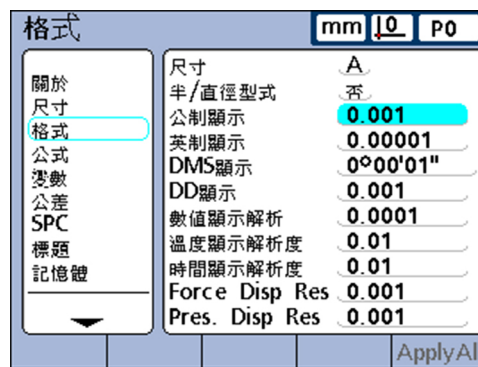 格式 mm 0 P0
關於
尺寸
格式
公式
變數
公差
SPC
標題
記憶體
尺寸 A
半/直徑型式 否
公制顯示 0.001
英制顯示 0.00001
DMS顯示 0°00'01"
DD顯示 0.001
數值顯示解析 0.0001
溫度顯示解析度 0.01
時間顯示解析度 0.01
Force Disp Res 0.001
Pres. Disp Res 0.001
ApplyAl